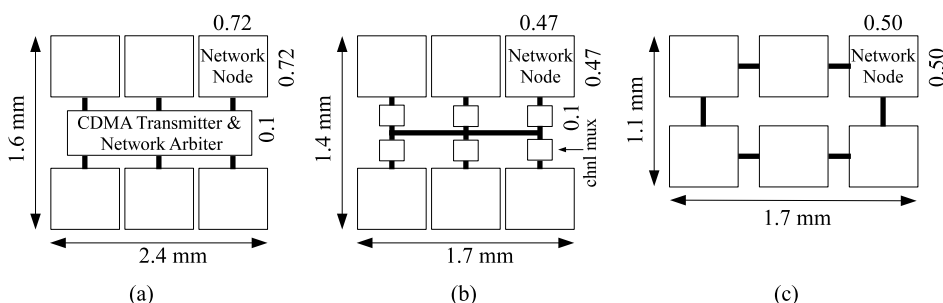 0.72
Network
Node
0.72
CDMA Transmitter &
Network Arbiter
0.1
1.6 mm
2.4 mm
(a)
0.47
Network
Node
0.47
0.1
chnl mux
1.4 mm
1.7 mm
(b)
0.50
Network
Node
0.50
1.1 mm
1.7 mm
(c)